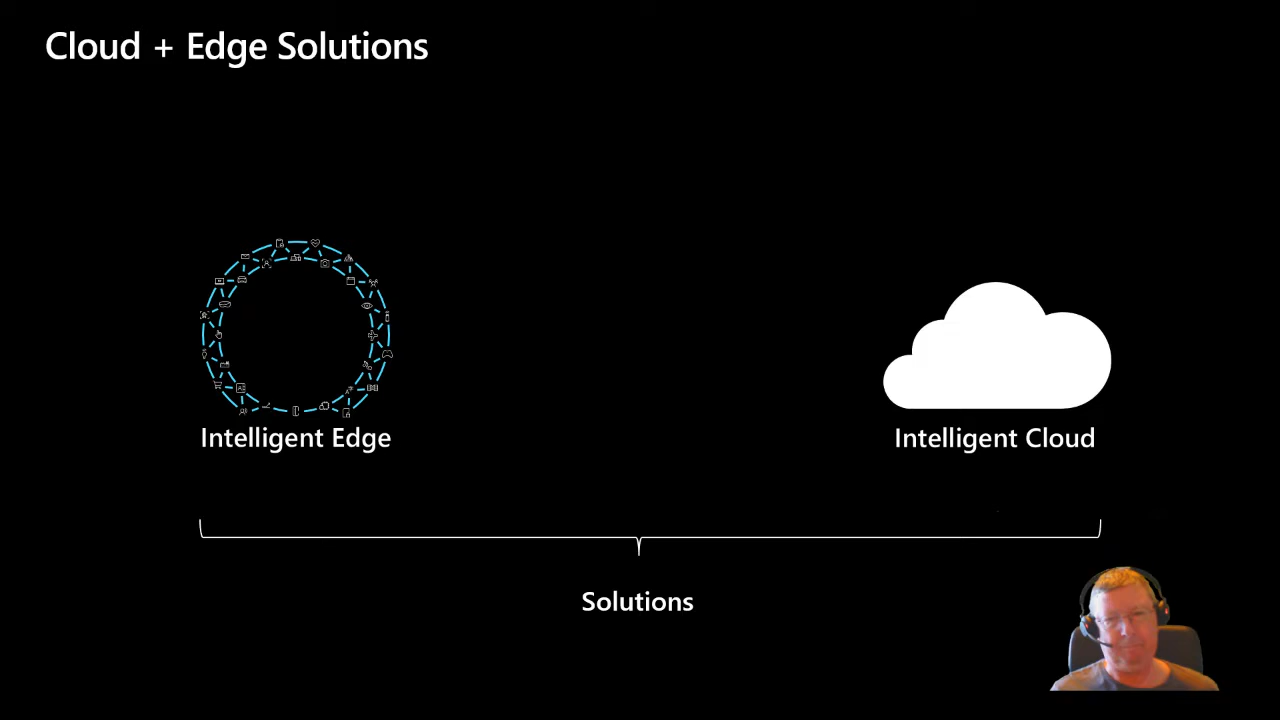 Cloud + Edge Solutions
Intelligent Edge
Intelligent Cloud
Solutions